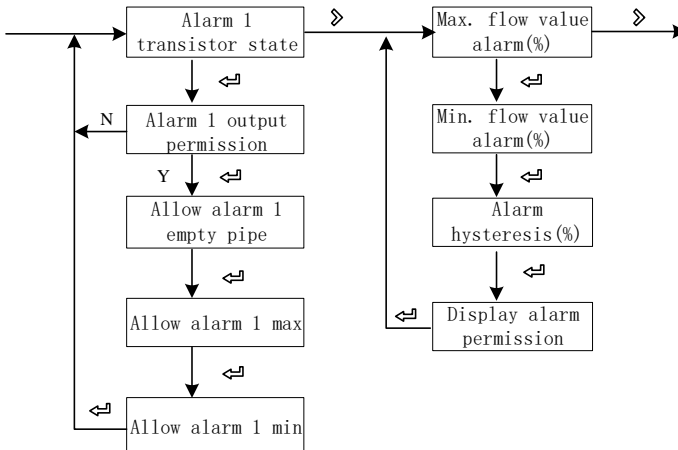 Alarm 1
transistor state
N
Alarm 1 output
permission
Y
Allow alarm 1
empty pipe
Allow alarm 1 max
Allow alarm 1 min
Max. flow value
alarm(%)
Min. flow value
alarm(%)
Alarm
hysteresis(%)
Display alarm
permission